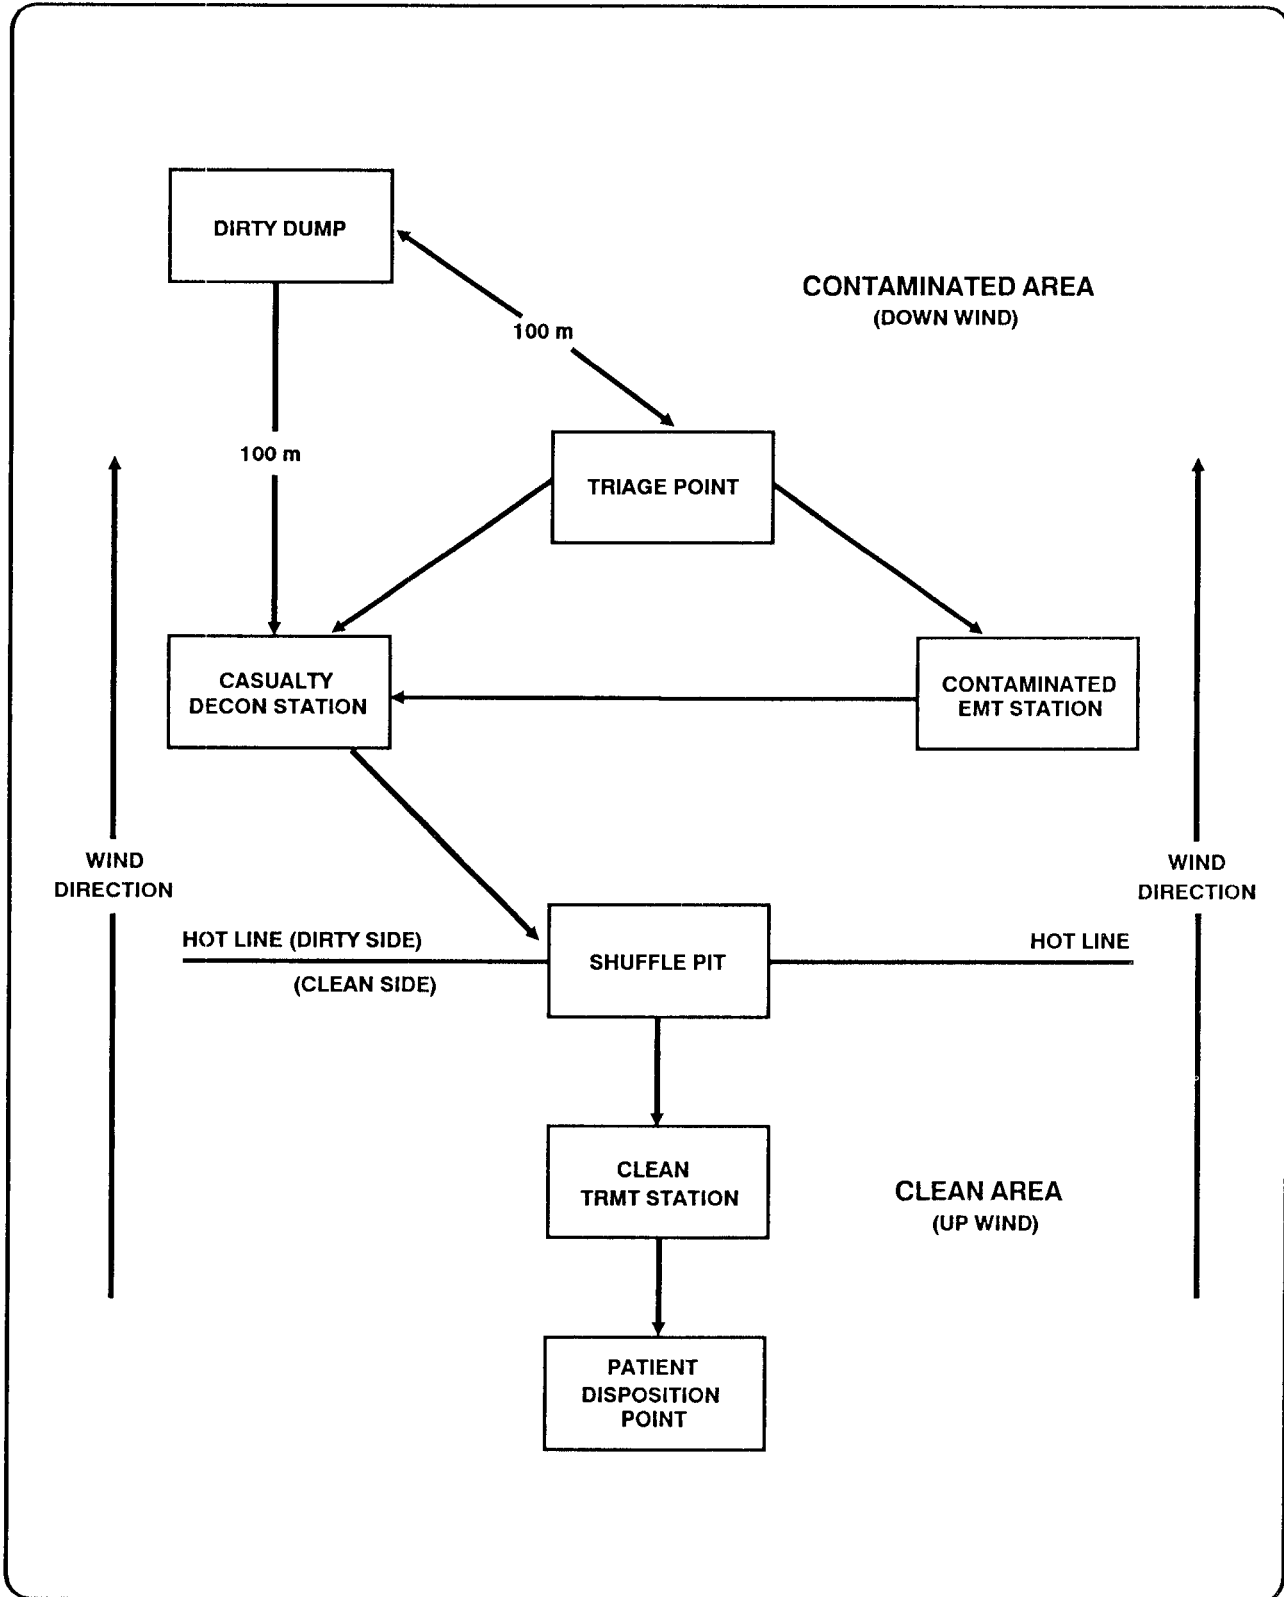 DIRTY DUMP
CONTAMINATED AREA
(DOWN WIND)
100 m
100 m
TRIAGE POINT
CASUALTY
DECON STATION
CONTAMINATED
EMT STATION
WIND
DIRECTION
WIND
DIRECTION
HOT LINE (DIRTY SIDE)
(CLEAN SIDE)
SHUFFLE PIT
HOT LINE
CLEAN
TRMT STATION
CLEAN AREA
(UP WIND)
PATIENT
DISPOSITION
POINT